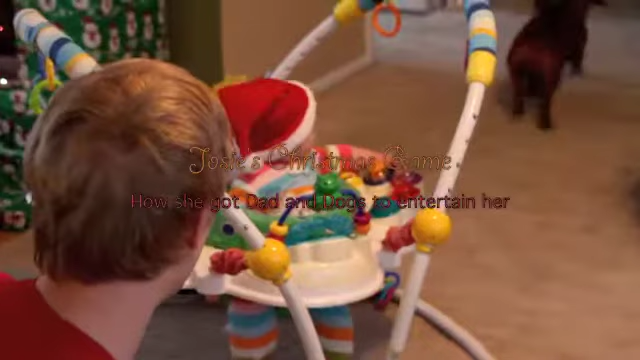 Josie's Christmas Game.
How she got Dad and Dogs to entertain her